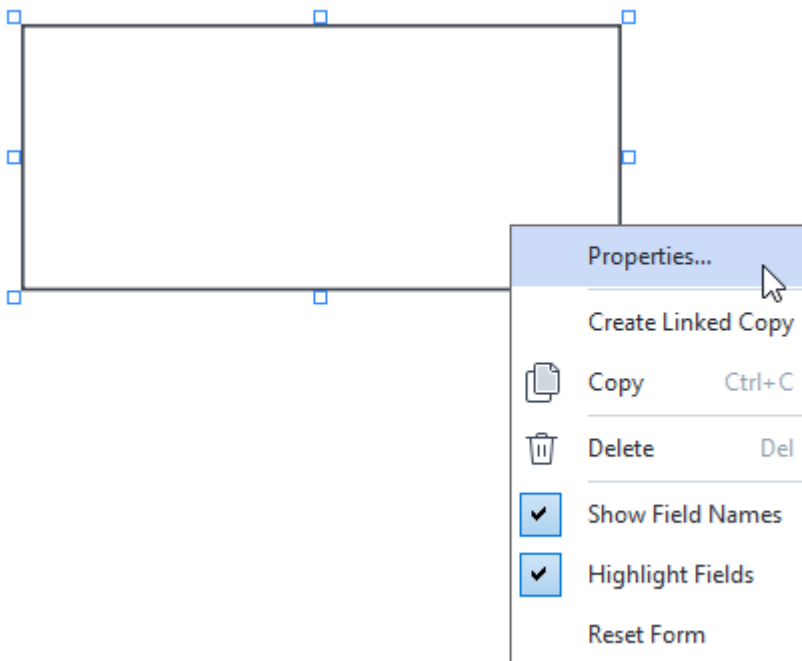 Properties...
Create Linked Copy
Copy Ctrl+C
Delete Del
Show Field Names
Highlight Fields
Reset Form